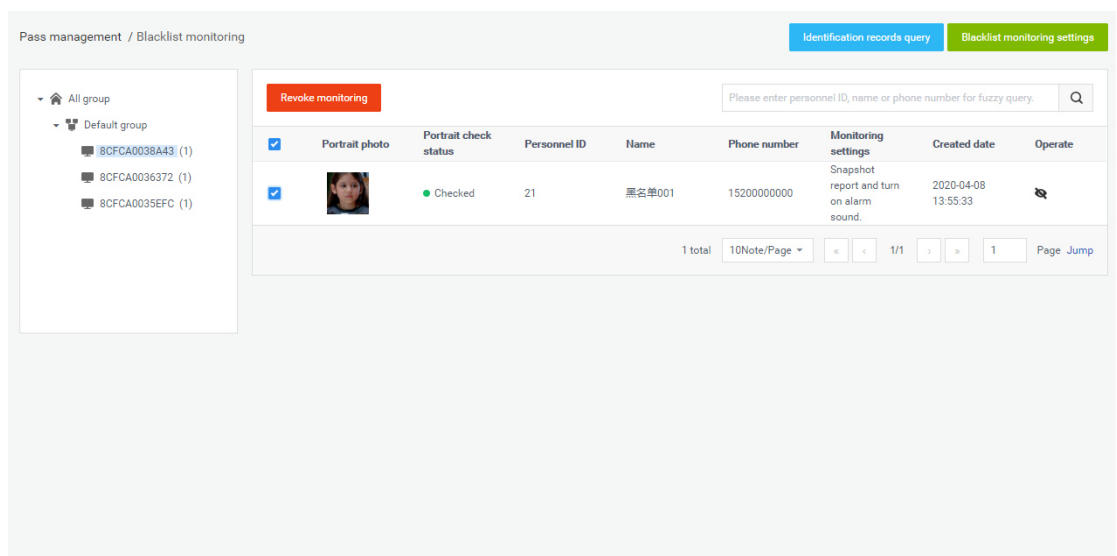 Pass management / Blacklist monitoring
Identification records query
Blacklist monitoring settings
All group
Default group
8CFCA0038A43 (1)
8CFCA0036372 (1)
8CFCA0035EFC (1)
Revoke monitoring
Please enter personnel ID, name or phone number for fuzzy query.
Portrait photo
Portrait check
status
Personnel ID
Name
Phone number
Monitoring
settings
Created date
Operate
Checked
21
黑名单001
15200000000
Snapshot
report and turn
on alarm
sound.
2020-04-08
13:55:33
1 total
10Note/Page
«
‹
1/1
›
»
1
Page Jump